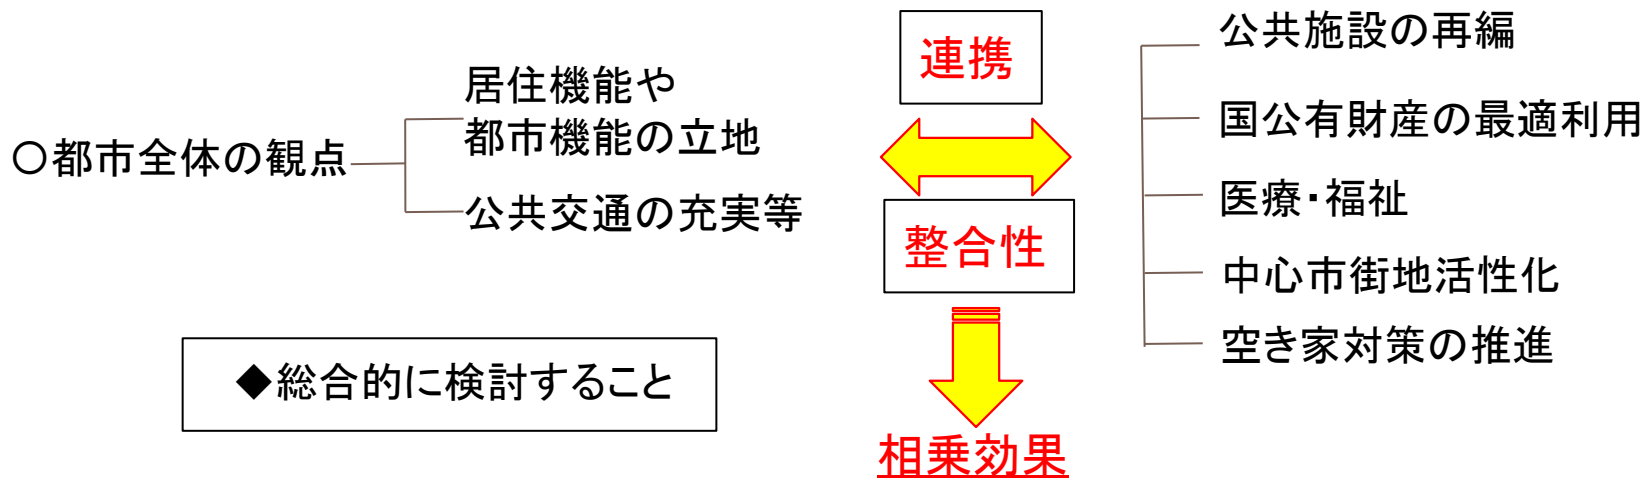 〇都市全体の観点
居住機能や
都市機能の立地
公共交通の充実等
◆総合的に検討すること
連携
整合性
相乗効果
公共施設の再編
国公有財産の最適利用
医療・福祉
中心市街地活性化
空き家対策の推進